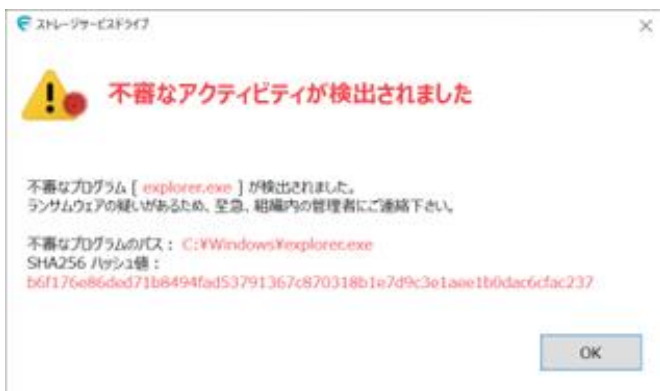 ストレージサービスドライブ
不審なアクティビティが検出されました
不審なプログラム [ explorer.exe ] が検出されました。
ランサムウェアの疑いがあるため、至急、組織内の管理者にご連絡下さい。
不審なプログラムのパス： C:¥Windows¥explorer.exe
SHA256 ハッシュ値：
b6f176e86ded71b8494fad53791367c870318b1e7d9c3e1aee1b0dac6cfac237
OK